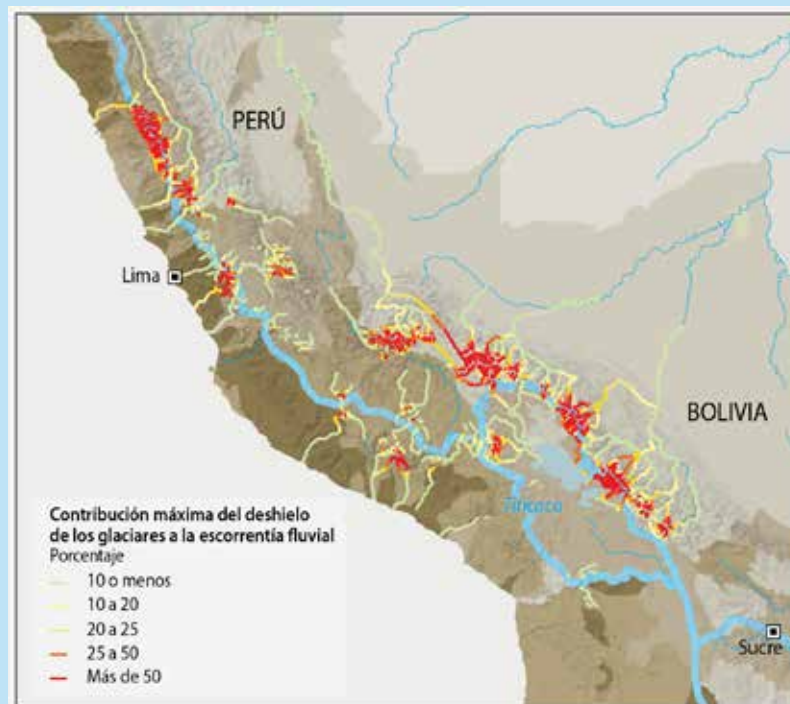 PERÚ
Lima
BOLIVIA
Titicaca
Sucre
Contribución máxima del deshielo
de los glaciares a la escorrentía fluvial
Porcentaje
10 o menos
10 a 20
20 a 25
25 a 50
Más de 50